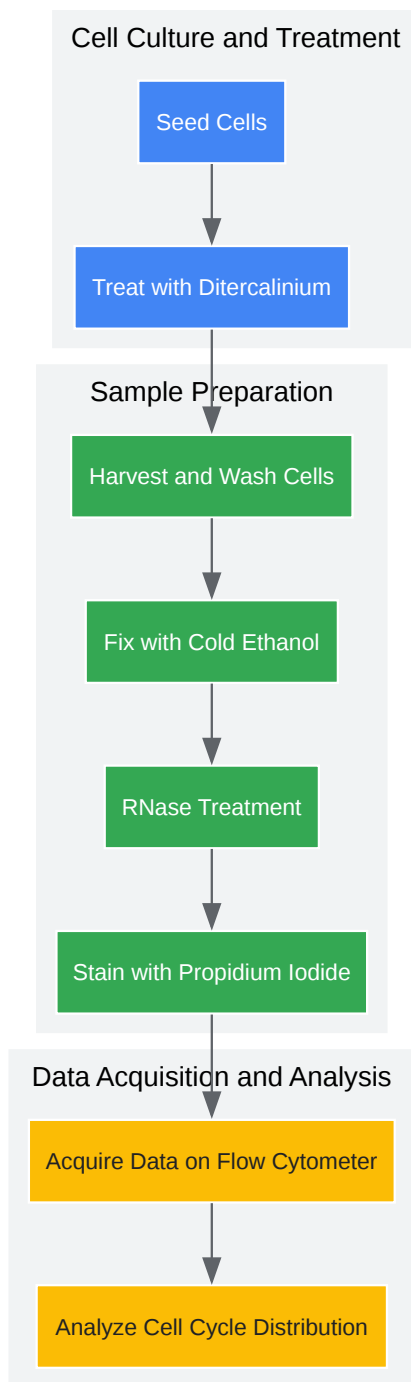 Cell Culture and Treatment
Seed Cells
Treat with Ditercalinium
Sample Preparation
Harvest and Wash Cells
Fix with Cold Ethanol
RNase Treatment
Stain with Propidium Iodide
Data Acquisition and Analysis
Acquire Data on Flow Cytometer
Analyze Cell Cycle Distribution